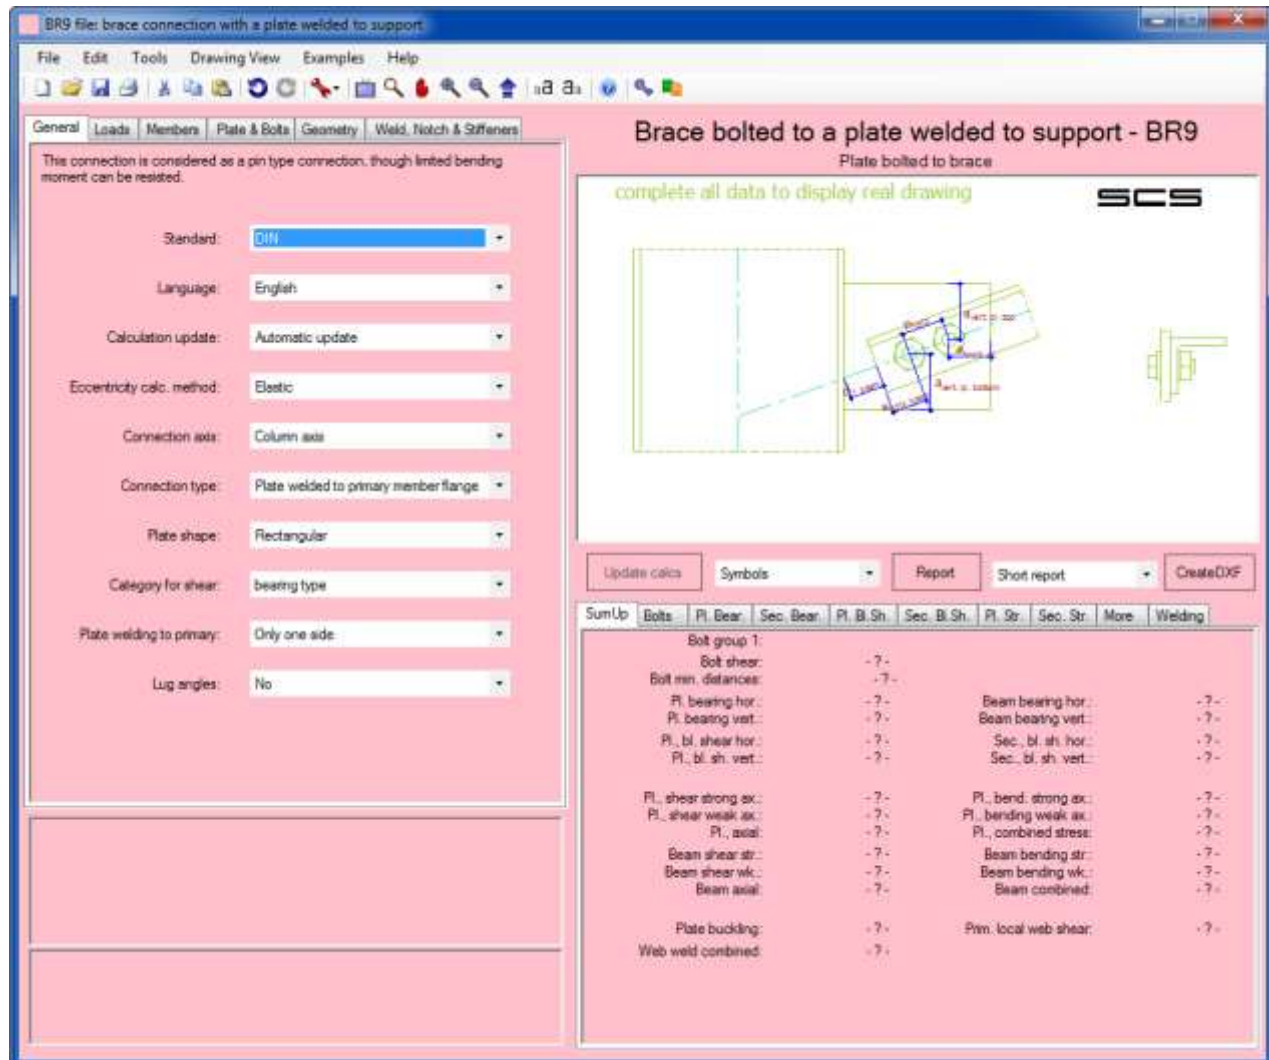 BR9 file: brace connection with a plate welded to support
File Edit Tools Drawing View Examples Help
General Loads Members Plate & Bolts Geometry Weld, Notch & Stiffeners
This connection is considered as a pin type connection, though limited bending
moment can be resisted.
Standard: DIN
Language: English
Calculation update: Automatic update
Eccentricity calc. method: Elastic
Connection axis: Column axis
Connection type: Plate welded to primary member flange
Plate shape: Rectangular
Category for shear: bearing type
Plate welding to primary: Only one side
Lug angles: No
Brace bolted to a plate welded to support - BR9
Plate bolted to brace
complete all data to display real drawing
SCS
Update calcs Symbols Report Short report CreateDXF
SumUp Bolts Pl. Bear. Sec. Bear. Pl. Bl.Sh. Sec. Bl.Sh. Pl. Str. Sec. Str. More Welding
Bolt group 1:
Bolt shear: - ? -
Bolt min. distances: - ? -
Pl. bearing hor.: - ? - Beam bearing hor.: - ? -
Pl. bearing vert.: - ? - Beam bearing vert.: - ? -
Pl., bl. shear hor.: - ? - Sec., bl. sh. hor.: - ? -
Pl., bl. sh. vert.: - ? - Sec., bl. sh. vert.: - ? -
Pl., shear strong ax.: - ? - Pl., bend. strong ax.: - ? -
Pl., shear weak ax.: - ? - Pl., bending weak ax.: - ? -
Pl., axial: - ? - Pl., combined stress: - ? -
Beam shear str.: - ? - Beam bending str.: - ? -
Beam shear wk.: - ? - Beam bending wk.: - ? -
Beam axial: - ? - Beam combined: - ? -
Plate buckling: - ? - Prim. local web shear: - ? -
Web weld combined: - ? -